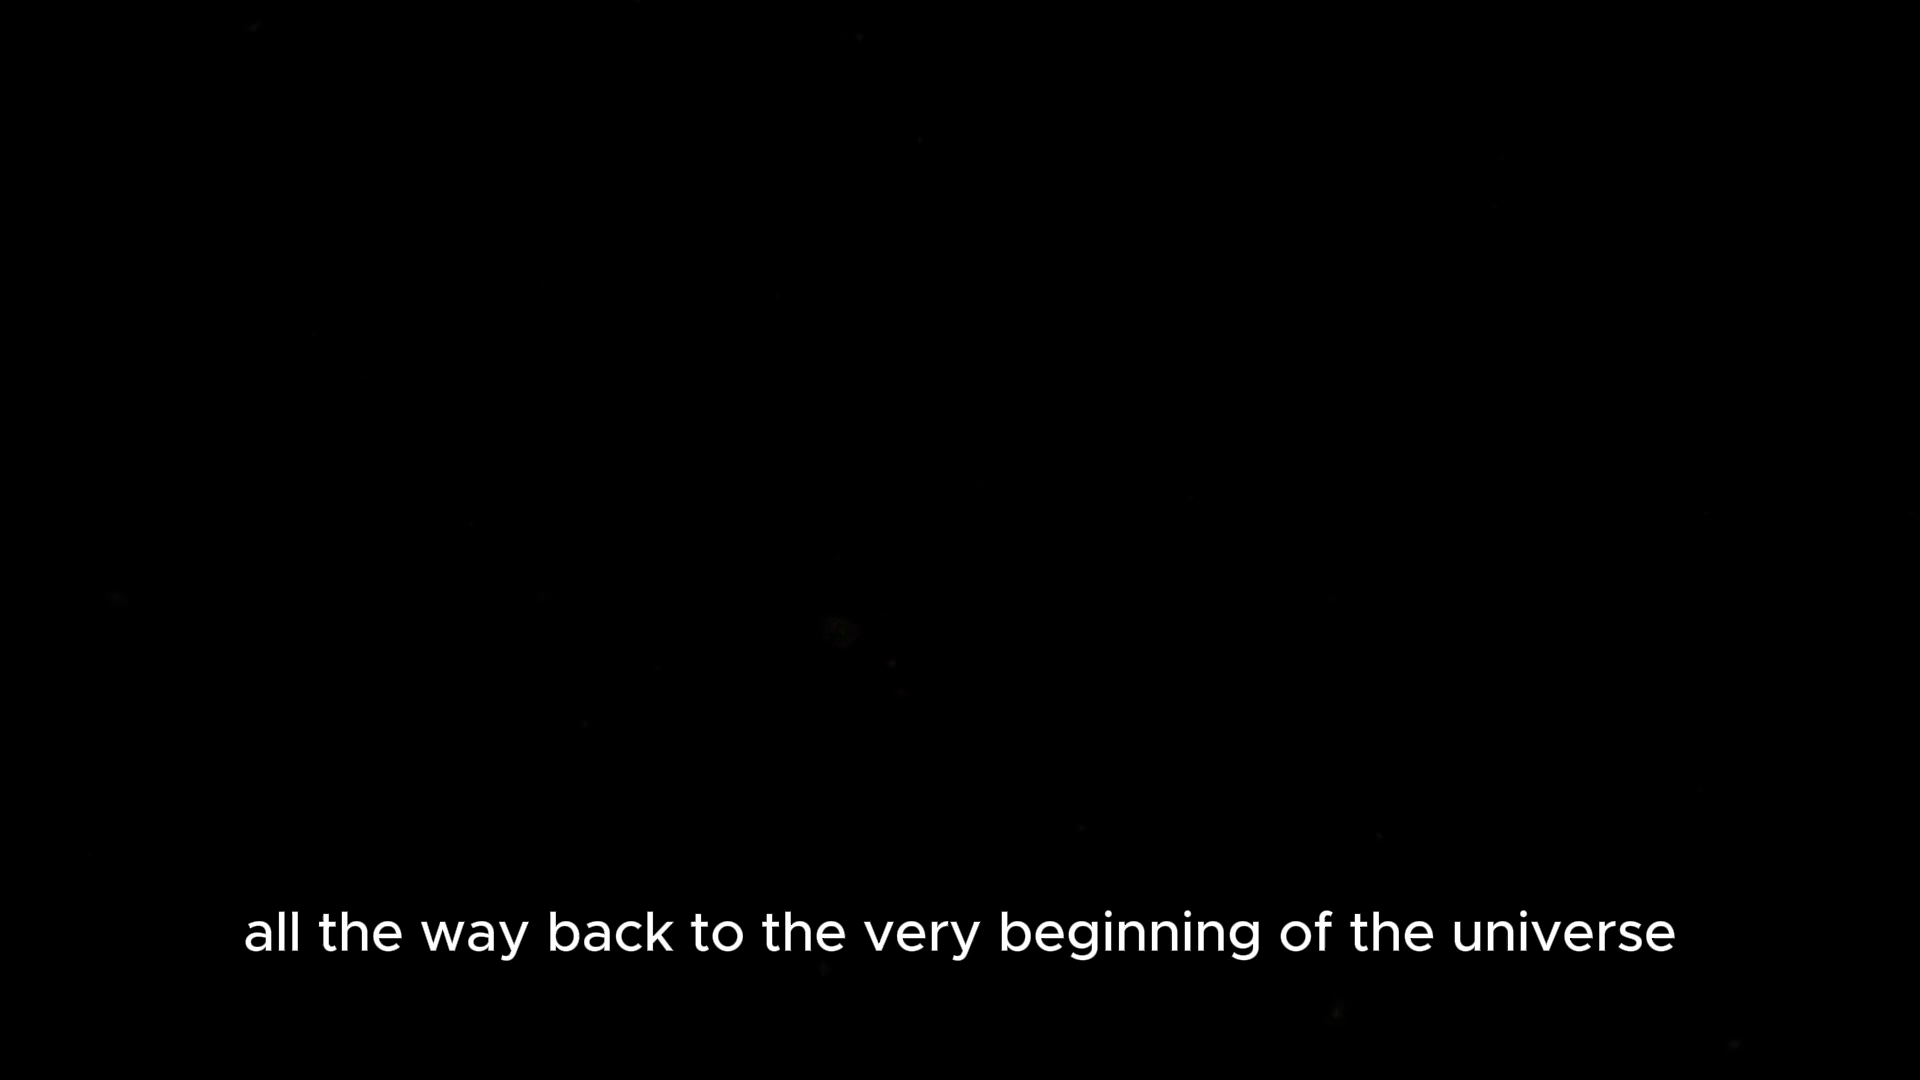 all the way back to the very beginning of the universe